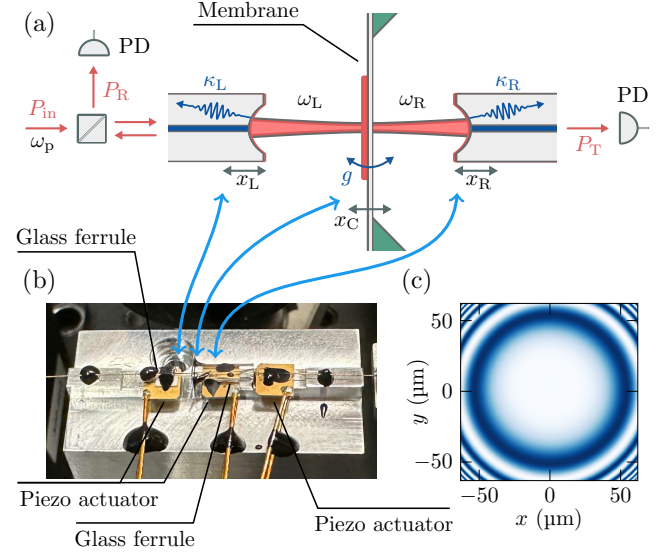 (a)
Membrane
PD
P_R
P_in
ω_p
κ_L
ω_L
ω_R
κ_R
PD
P_T
g
x_L
x_C
x_R
Glass ferrule
(b)
(c)
Piezo actuator
Glass ferrule
Piezo actuator
50
0
−50
y (µm)
−50
0
50
x (µm)